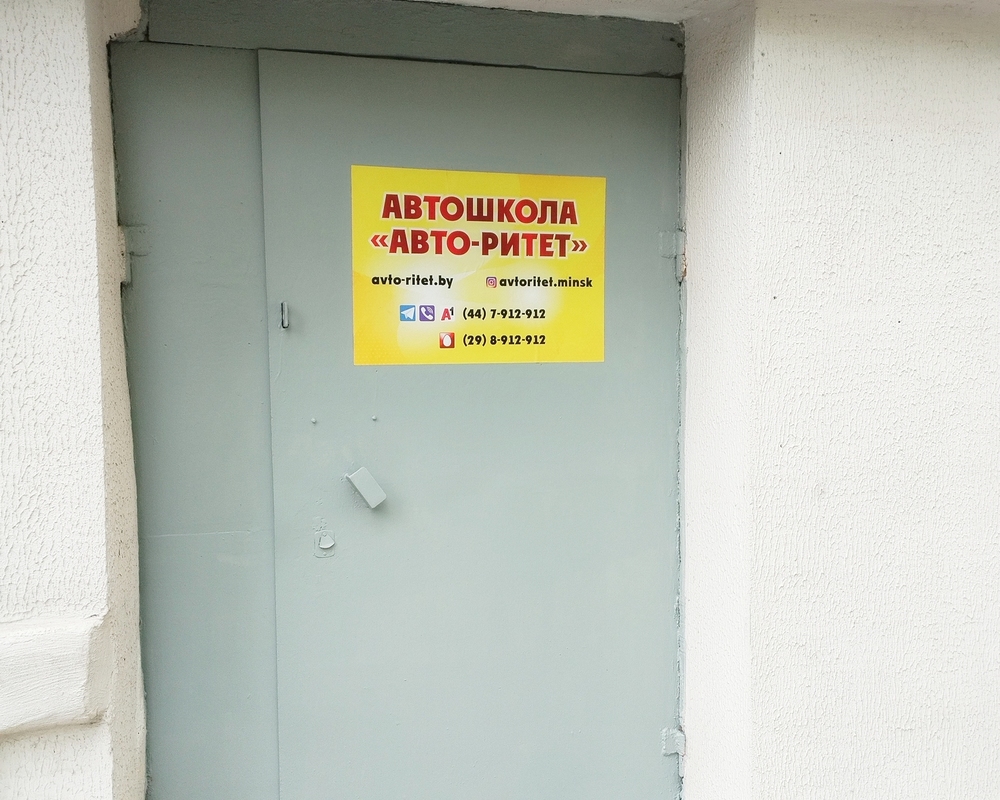 АВТОШКОЛА
«АВТО-РИТЕТ»
avto-ritet.by avtoritet.minsk
A1 (44) 7-912-912
(29) 8-912-912